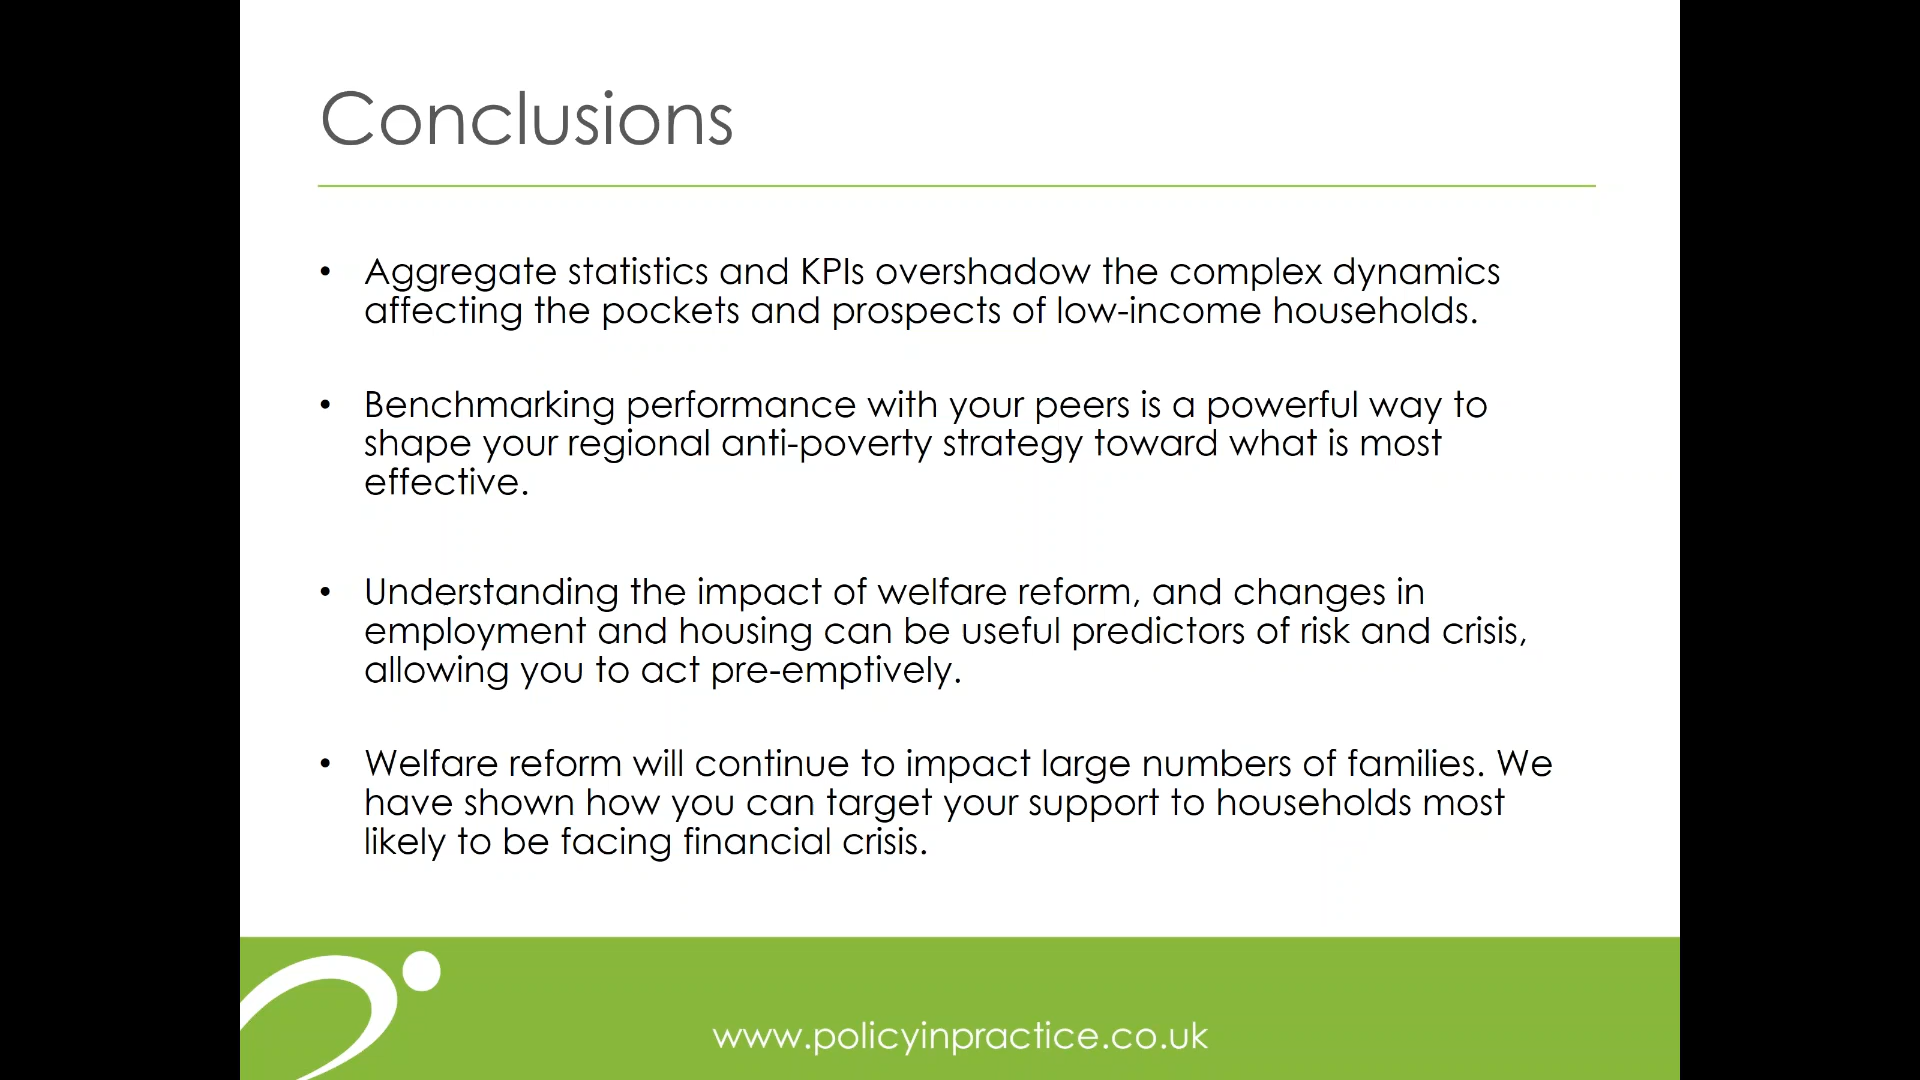 Conclusions
• Aggregate statistics and KPIs overshadow the complex dynamics
affecting the pockets and prospects of low-income households.
• Benchmarking performance with your peers is a powerful way to
shape your regional anti-poverty strategy toward what is most
effective.
• Understanding the impact of welfare reform, and changes in
employment and housing can be useful predictors of risk and crisis,
allowing you to act pre-emptively.
• Welfare reform will continue to impact large numbers of families. We
have shown how you can target your support to households most
likely to be facing financial crisis.
www.policyinpractice.co.uk